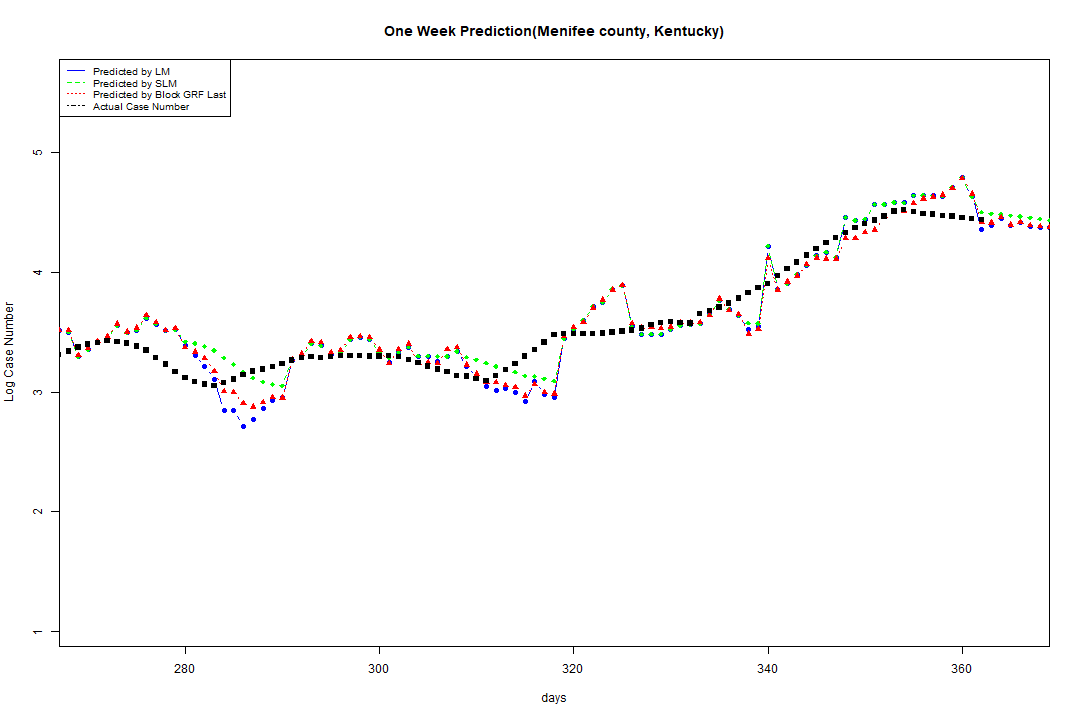 One Week Prediction(Menifee county, Kentucky)
Predicted by LM
Predicted by SLM
Predicted by Block GRF Last
Actual Case Number
5
4
3
2
1
Log Case Number
280 300 320 340 360
days